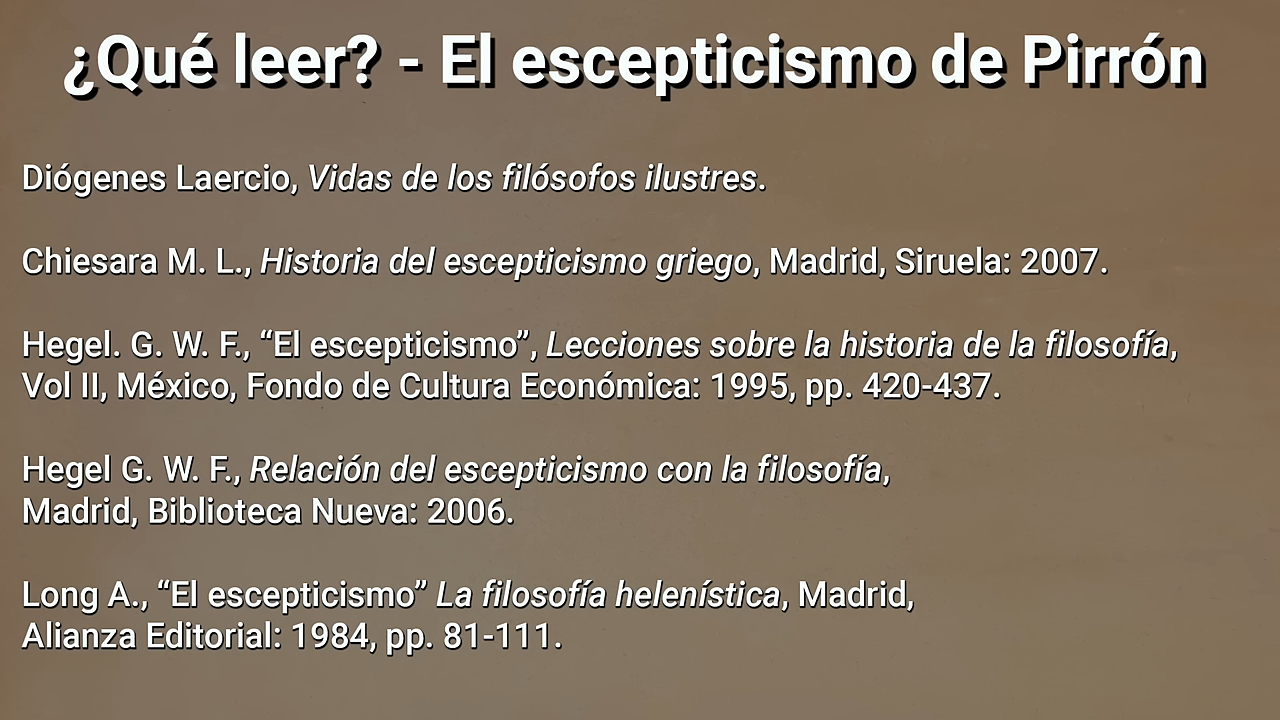 ¿Qué leer? - El escepticismo de Pirrón
Diógenes Laercio, Vidas de los filósofos ilustres.
Chiesara M. L., Historia del escepticismo griego, Madrid, Siruela: 2007.
Hegel. G. W. F., “El escepticismo”, Lecciones sobre la historia de la filosofía,
Vol II, México, Fondo de Cultura Económica: 1995, pp. 420-437.
Hegel G. W. F., Relación del escepticismo con la filosofía,
Madrid, Biblioteca Nueva: 2006.
Long A., “El escepticismo” La filosofía helenística, Madrid,
Alianza Editorial: 1984, pp. 81-111.